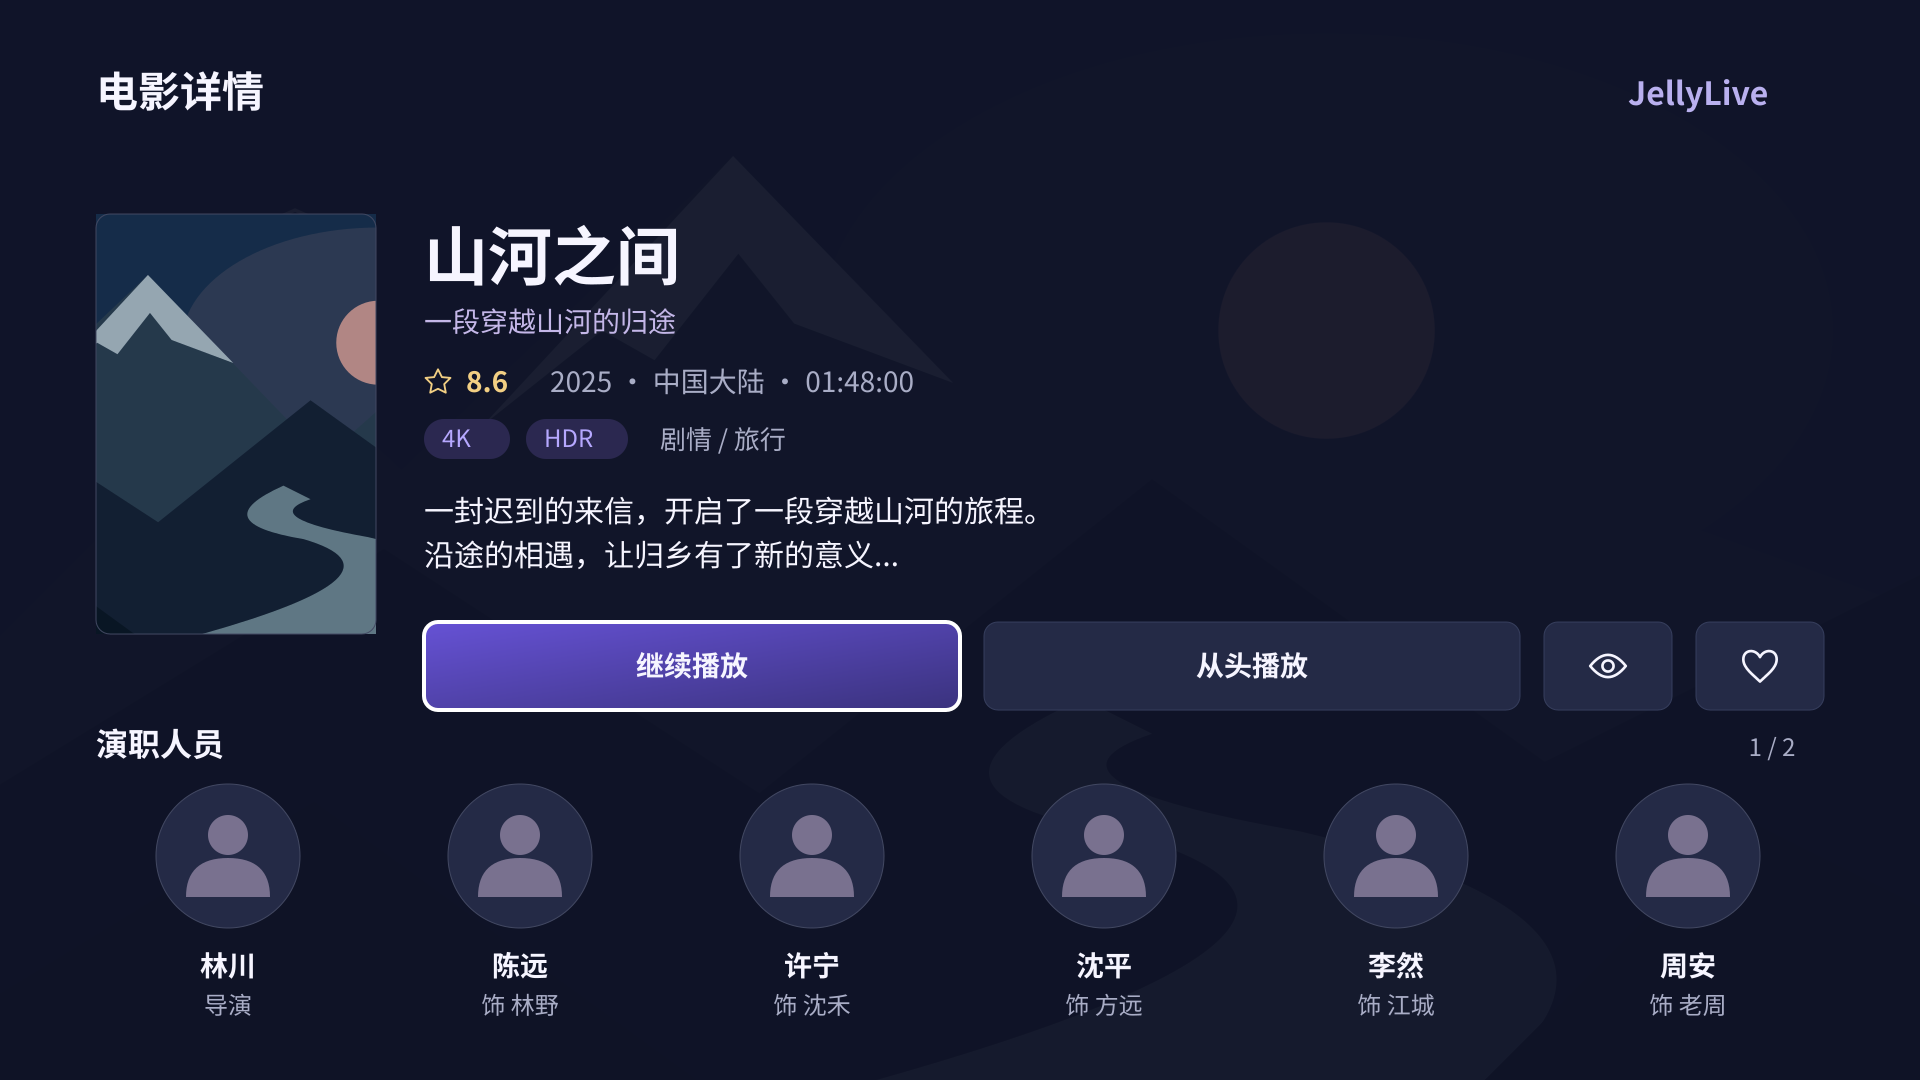 电影详情
JellyLive
山河之间
一段穿越山河的归途
8.6 2025 • 中国大陆 • 01:48:00
4K HDR 剧情 / 旅行
一封迟到的来信，开启了一段穿越山河的旅程。
沿途的相遇，让归乡有了新的意义...
继续播放 从头播放
演职人员 1 / 2
林川 陈远 许宁 沈平 李然 周安
导演 饰 林野 饰 沈禾 饰 方远 饰 江城 饰 老周